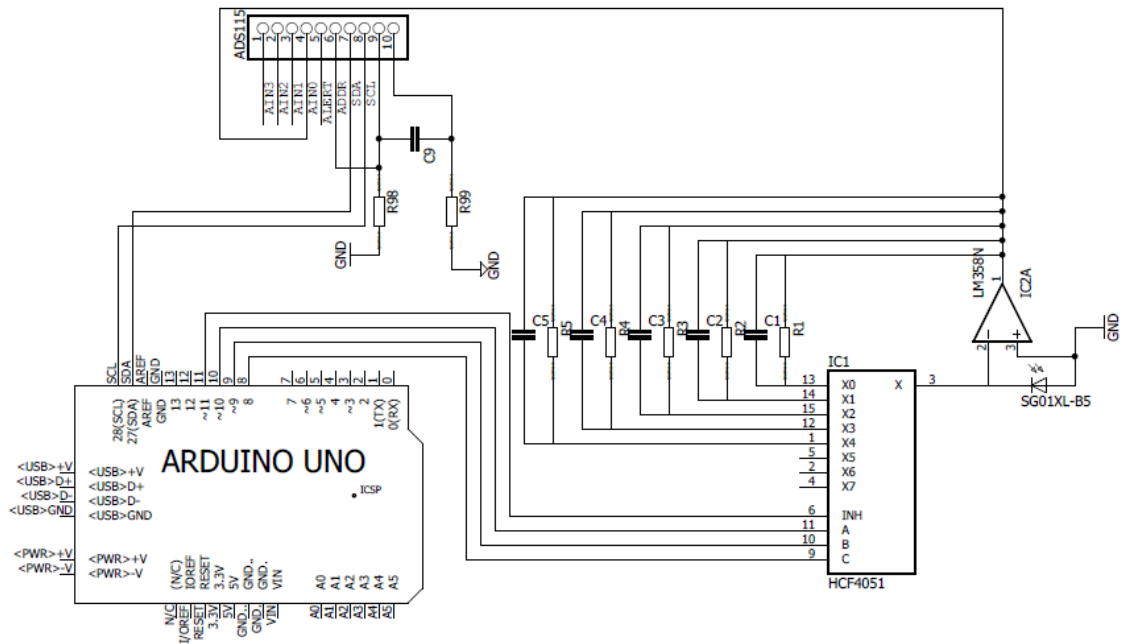 ADS115
1 2 3 4 5 6 7 8 9 10
AIN3
AIN2
AIN1
AIN0
ALERT
ADDR
SDA
SCL
C9
R98
R99
GND
GND
LM358N
1
IC2A
2
3
GND
SG01XL-B5
C5
R5
C4
R4
C3
R3
C2
R2
C1
R1
IC1
13 X0
14 X1
15 X2
12 X3
1 X4
5 X5
2 X6
4 X7
6 INH
11 A
10 B
9 C
X 3
HCF4051
SCL SDA AREF GND 13 12 11 10 9 8 7 6 5 4 3 2 1 0
28(SCL) 27(SDA) AREF GND 13 12 ~11 ~10 ~9 8 7 ~6 ~5 4 ~3 2 1(TX) 0(RX)
ARDUINO UNO
ICSP
<USB>+V <USB>+V
<USB>D+ <USB>D+
<USB>D- <USB>D-
<USB>GND <USB>GND
<PWR>+V <PWR>+V
<PWR>-V <PWR>-V
(N/C) IOREF RESET 3.3V 5V GND.. GND. VIN A0 A1 A2 A3 A4 A5
N/C I/OREF RESET 3.3V 5V GND.. GND. VIN A0 A1 A2 A3 A4 A5